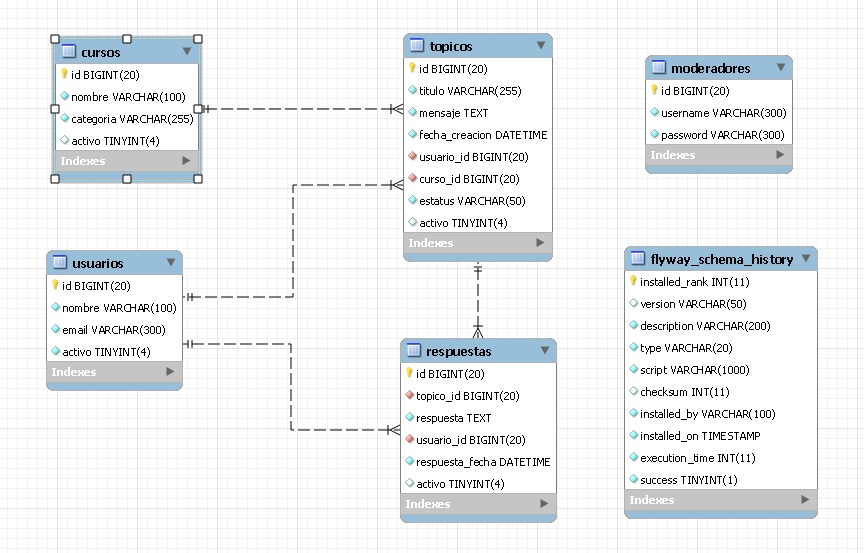 cursos
id BIGINT(20)
nombre VARCHAR(100)
categoria VARCHAR(255)
activo TINYINT(4)
Indexes
topicos
id BIGINT(20)
titulo VARCHAR(255)
mensaje TEXT
fecha_creacion DATETIME
usuario_id BIGINT(20)
curso_id BIGINT(20)
estatus VARCHAR(50)
activo TINYINT(4)
Indexes
moderadores
id BIGINT(20)
username VARCHAR(300)
password VARCHAR(300)
Indexes
usuarios
id BIGINT(20)
nombre VARCHAR(100)
email VARCHAR(300)
activo TINYINT(4)
Indexes
respuestas
id BIGINT(20)
topico_id BIGINT(20)
respuesta TEXT
usuario_id BIGINT(20)
respuesta_fecha DATETIME
activo TINYINT(4)
Indexes
flyway_schema_history
installed_rank INT(11)
version VARCHAR(50)
description VARCHAR(200)
type VARCHAR(20)
script VARCHAR(1000)
checksum INT(11)
installed_by VARCHAR(100)
installed_on TIMESTAMP
execution_time INT(11)
success TINYINT(1)
Indexes